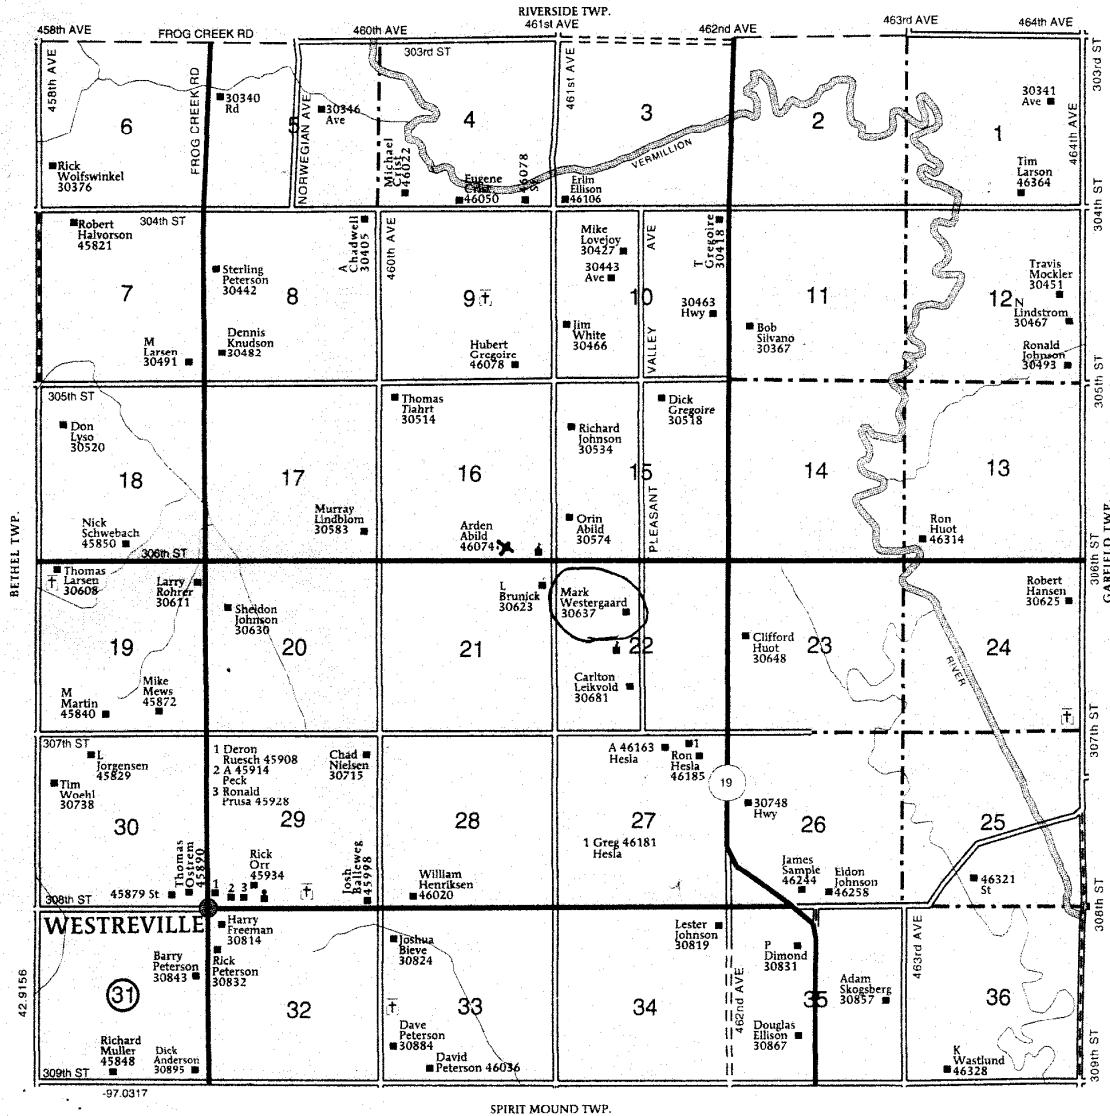 RIVERSIDE TWP.
458th AVE
FROG CREEK RD
460th AVE
461st AVE
462nd AVE
463rd AVE
464th AVE
303rd ST
303rd ST
458th AVE
FROG CREEK RD
NORWEGIAN AVE
461st AVE
464th AVE
30340
Rd
30346
Ave
30341
Ave
6
5
4
3
2
1
VERMILLION
Rick
Wolfswinkel
30376
Michael
Crist
46022
Eugene
Crist
46050
46078
St
Erlin
Ellison
46106
Tim
Larson
46364
304th ST
304th ST
Robert
Halvorson
45821
A
Chadwell
30405
460th AVE
Mike
Lovejoy
30427
30443
Ave
AVE
T
Gregoire
30418
Sterling
Peterson
30442
Travis
Mockler
30451
7
8
9
10
11
12
N
Lindstrom
30467
30463
Hwy
Dennis
Knudson
30482
M
Larsen
30491
Hubert
Gregoire
46078
Jim
White
30466
VALLEY
Bob
Silvano
30367
Ronald
Johnson
30493
305th ST
305th ST
Don
Lyso
30520
Thomas
Tiahrt
30514
Richard
Johnson
30534
Dick
Gregoire
30518
18
17
16
15
14
13
Nick
Schwebach
45850
Murray
Lindblom
30583
Arden
Abild
46074
Orin
Abild
30574
PLEASANT
Ron
Huot
46314
BETHEL TWP.
GARFIELD TWP.
306th ST
306th ST
Thomas
Larsen
30608
Larry
Rohrer
30611
Sheldon
Johnson
30630
L
Brunick
30623
Mark
Westergaard
30637
Clifford
Huot
30648
Robert
Hansen
30625
19
20
21
22
23
24
M
Martin
45840
Mike
Mews
45872
Carlton
Leikvold
30681
RIVER
307th ST
307th ST
L
Jorgensen
45829
Tim
Woehl
30738
1 Deron
Ruesch 45908
2 A 45914
Peck
3 Ronald
Prusa 45928
Chad
Nielsen
30715
A 46163
Hesla
1
Ron
Hesla
46185
19
30748
Hwy
30
29
28
27
26
25
1 Greg 46181
Hesla
Thomas
Ostrem
45890
Rick
Orr
45934
Josh
Balleweg
45998
William
Henriksen
46020
James
Sample
46244
Eldon
Johnson
46258
46321
St
45879 St
1
2
3
308th ST
308th ST
WESTREVILLE
Harry
Freeman
30814
Barry
Peterson
30843
Rick
Peterson
30832
Joshua
Bieve
30824
Lester
Johnson
30819
P
Dimond
30831
463rd AVE
42.9156
31
32
33
34
35
36
462nd AVE
Adam
Skogsberg
30857
Richard
Muller
45848
Dick
Anderson
30895
Dave
Peterson
30884
David
Peterson 46036
Douglas
Ellison
30867
K
Wastlund
46328
309th ST
309th ST
-97.0317
SPIRIT MOUND TWP.